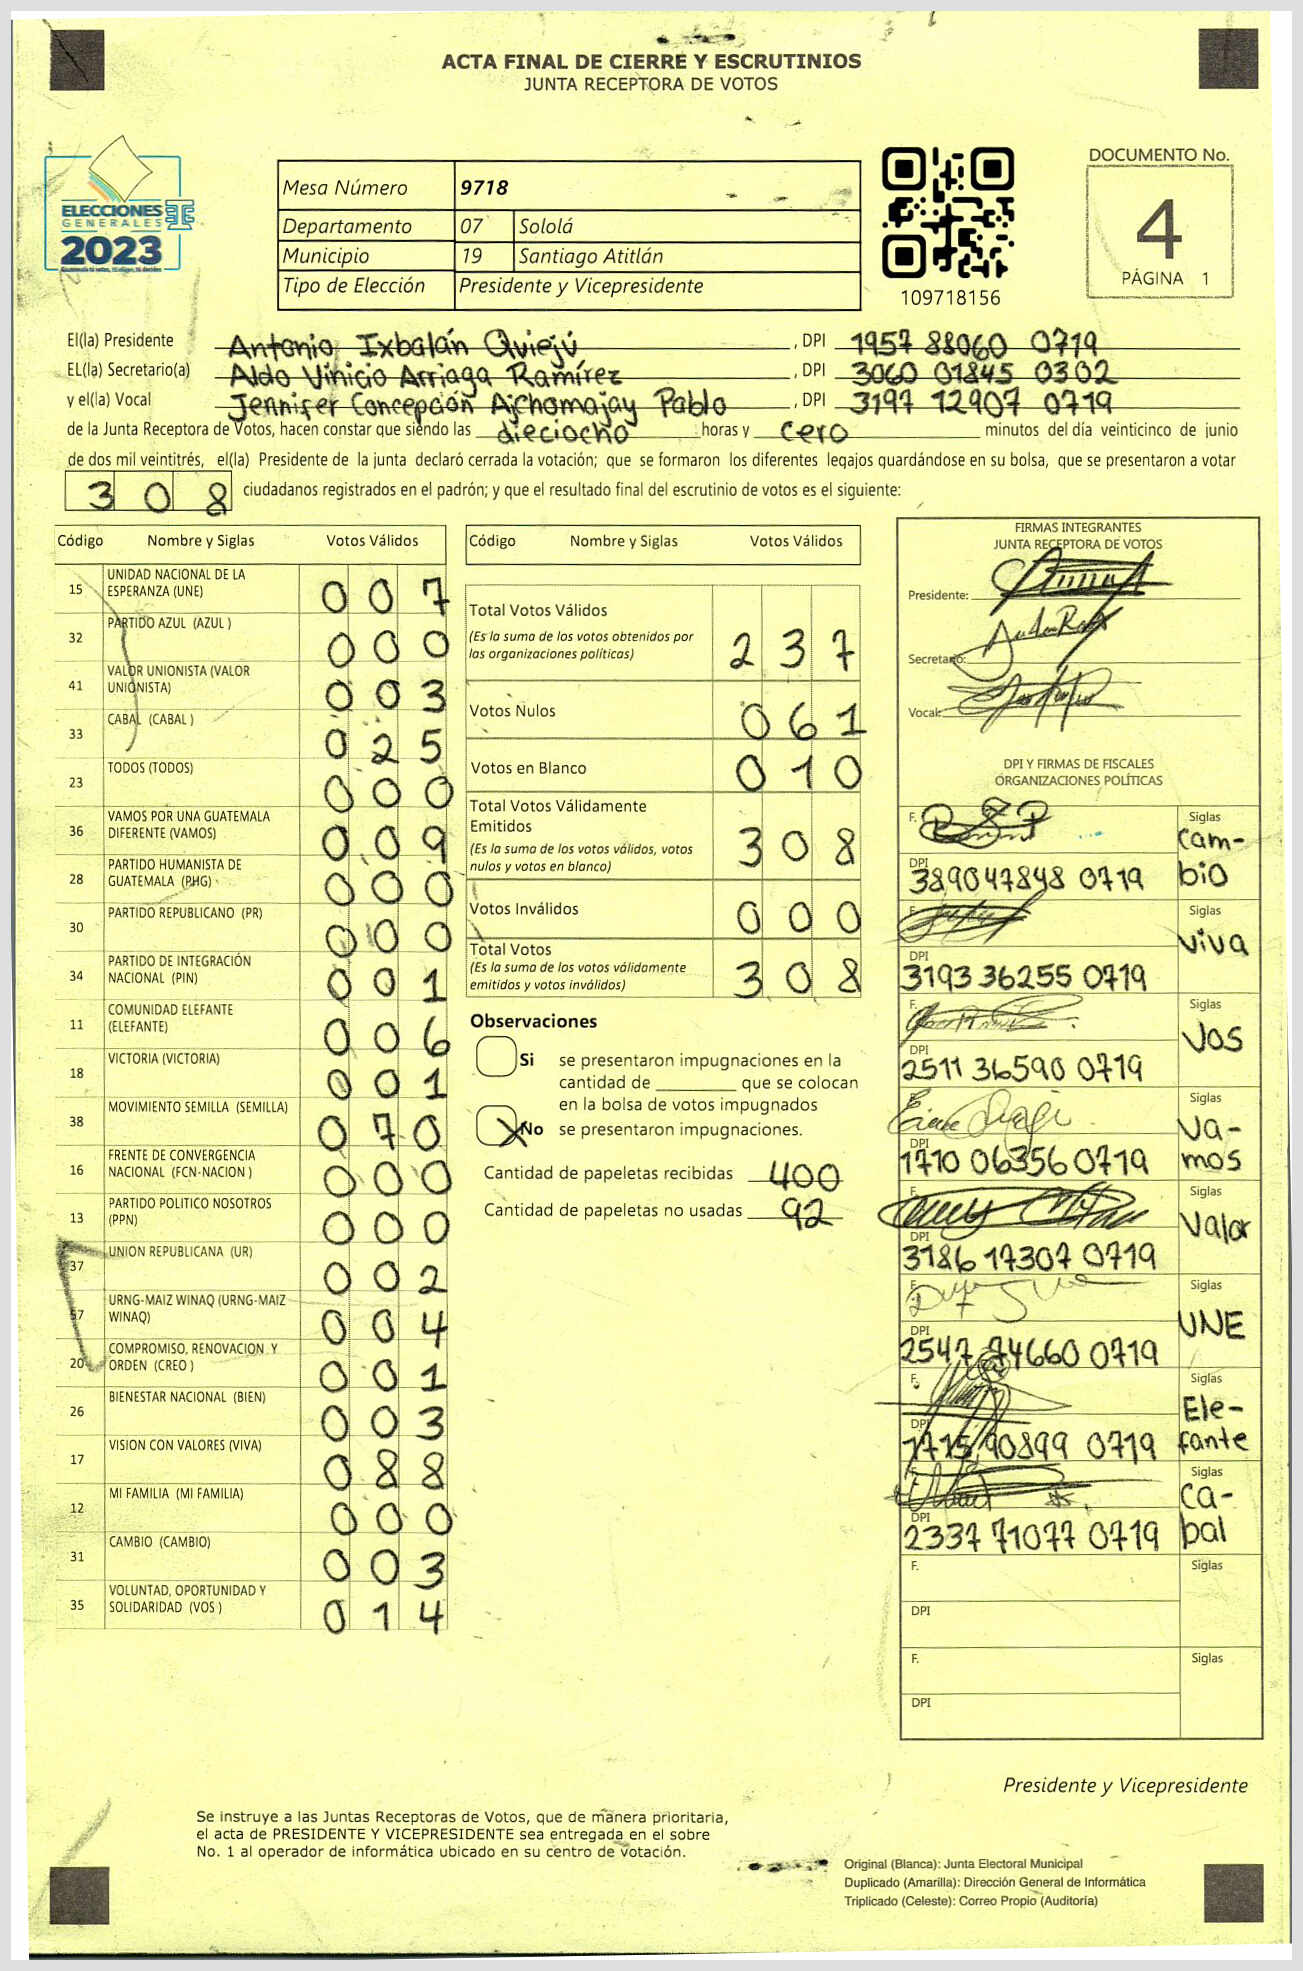 ACTA FINAL DE CIERRE Y ESCRUTINIOS
JUNTA RECEPTORA DE VOTOS
ELECCIONES
GENERALES
2023
Mesa Número 9718
Departamento 07 Sololá
Municipio 19 Santiago Atitlán
Tipo de Elección Presidente y Vicepresidente
109718156
DOCUMENTO No.
4
PÁGINA 1
El(la) Presidente Antonio Ixbalán Quiejú, DPI 1957 88060 0719
EL(la) Secretario(a) Aldo Vinicio Arriaga Ramírez, DPI 3060 01845 0302
y el(la) Vocal Jennifer Concepción Ajchomajay Pablo, DPI 3197 12907 0719
de la Junta Receptora de Votos, hacen constar que siendo las dieciocho horas y cero minutos del día veinticinco de junio
de dos mil veintitrés, el(la) Presidente de la junta declaró cerrada la votación; que se formaron los diferentes legajos guardándose en su bolsa, que se presentaron a votar
308 ciudadanos registrados en el padrón; y que el resultado final del escrutinio de votos es el siguiente:
Código Nombre y Siglas Votos Válidos
15 UNIDAD NACIONAL DE LA ESPERANZA (UNE) 007
32 PARTIDO AZUL (AZUL ) 000
41 VALOR UNIONISTA (VALOR UNIONISTA) 003
33 CABAL (CABAL ) 025
23 TODOS (TODOS) 000
36 VAMOS POR UNA GUATEMALA DIFERENTE (VAMOS) 009
28 PARTIDO HUMANISTA DE GUATEMALA (PHG) 000
30 PARTIDO REPUBLICANO (PR) 000
34 PARTIDO DE INTEGRACIÓN NACIONAL (PIN) 001
11 COMUNIDAD ELEFANTE (ELEFANTE) 006
18 VICTORIA (VICTORIA) 001
38 MOVIMIENTO SEMILLA (SEMILLA) 070
16 FRENTE DE CONVERGENCIA NACIONAL (FCN-NACION ) 000
13 PARTIDO POLITICO NOSOTROS (PPN) 000
37 UNION REPUBLICANA (UR) 002
57 URNG-MAIZ WINAQ (URNG-MAIZ WINAQ) 004
20 COMPROMISO, RENOVACION Y ORDEN (CREO ) 001
26 BIENESTAR NACIONAL (BIEN) 003
17 VISION CON VALORES (VIVA) 088
12 MI FAMILIA (MI FAMILIA) 000
31 CAMBIO (CAMBIO) 003
35 VOLUNTAD, OPORTUNIDAD Y SOLIDARIDAD (VOS ) 014
Código Nombre y Siglas Votos Válidos
Total Votos Válidos 237
(Es la suma de los votos obtenidos por
las organizaciones políticas)
Votos Nulos 061
Votos en Blanco 010
Total Votos Válidamente
Emitidos 308
(Es la suma de los votos válidos, votos
nulos y votos en blanco)
Votos Inválidos 000
Total Votos 308
(Es la suma de los votos válidamente
emitidos y votos inválidos)
Observaciones
Si se presentaron impugnaciones en la
cantidad de ________ que se colocan
en la bolsa de votos impugnados
X No se presentaron impugnaciones.
Cantidad de papeletas recibidas 400
Cantidad de papeletas no usadas 92
FIRMAS INTEGRANTES
JUNTA RECEPTORA DE VOTOS
Presidente:
Secretario:
Vocal:
DPI Y FIRMAS DE FISCALES
ORGANIZACIONES POLÍTICAS
F. Siglas Cam-
DPI 389047848 0719 bio
F. Siglas viva
DPI 3193 36255 0719
F. Siglas VOS
DPI 2511 36590 0719
F. Siglas Va-
DPI 1710 06356 0719 mos
F. Siglas Valor
DPI 3186 17307 0719
F. Siglas UNE
DPI 2547 74660 0719
F. Siglas Ele-
DPI 1715 90899 0719 fante
F. Siglas Ca-
DPI 2337 71077 0719 bal
F. Siglas
DPI
F. Siglas
DPI
Presidente y Vicepresidente
Se instruye a las Juntas Receptoras de Votos, que de manera prioritaria,
el acta de PRESIDENTE Y VICEPRESIDENTE sea entregada en el sobre
No. 1 al operador de informática ubicado en su centro de votación.
Original (Blanca): Junta Electoral Municipal
Duplicado (Amarilla): Dirección General de Informática
Triplicado (Celeste): Correo Propio (Auditoría)